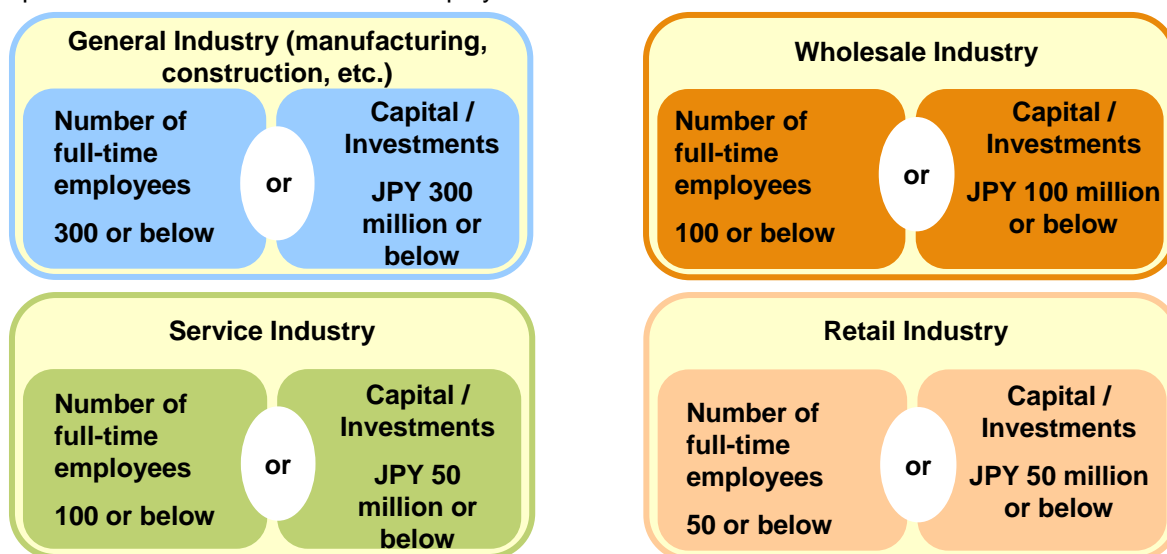 General Industry (manufacturing,
construction, etc.)
Number of
full-time
employees
300 or below
or
Capital /
Investments
JPY 300
million or
below
Wholesale Industry
Number of
full-time
employees
100 or below
or
Capital /
Investments
JPY 100 million
or below
Service Industry
Number of
full-time
employees
100 or below
or
Capital /
Investments
JPY 50
million or
below
Retail Industry
Number of
full-time
employees
50 or below
or
Capital /
Investments
JPY 50 million
or below